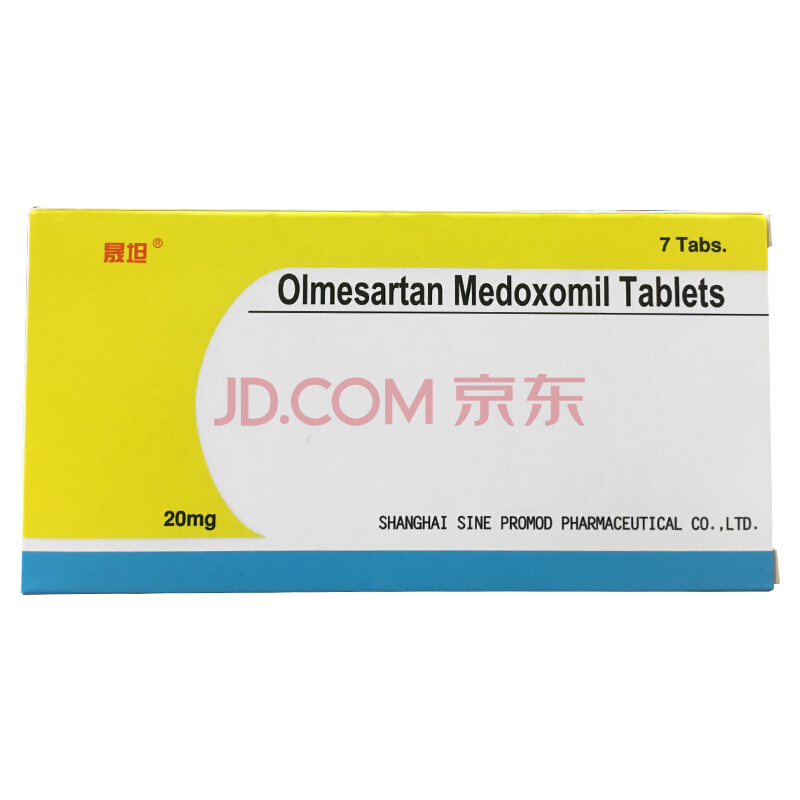 晟坦®
7 Tabs.
Olmesartan Medoxomil Tablets
JD.COM 京东
20mg
SHANGHAI SINE PROMOD PHARMACEUTICAL CO.,LTD.